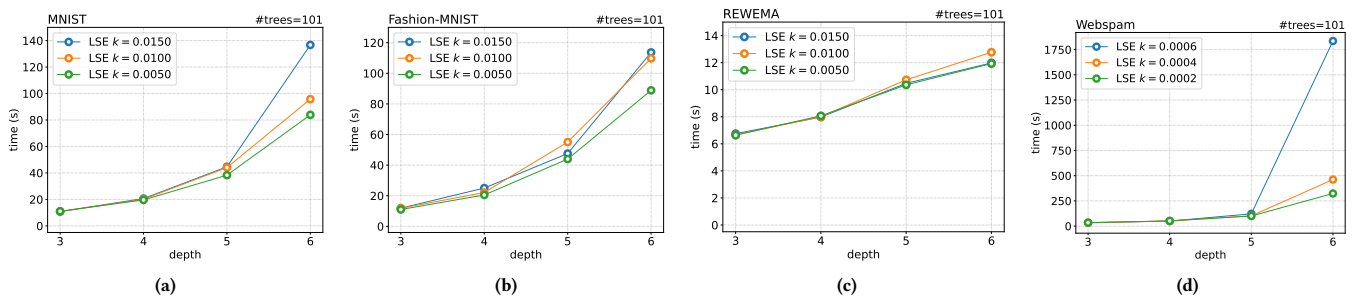 MNIST #trees=101
LSE k = 0.0150
LSE k = 0.0100
LSE k = 0.0050
140
120
100
80
60
40
20
0
time (s)
3 4 5 6
depth
(a)
Fashion-MNIST #trees=101
LSE k = 0.0150
LSE k = 0.0100
LSE k = 0.0050
120
100
80
60
40
20
0
time (s)
3 4 5 6
depth
(b)
REWEMA #trees=101
LSE k = 0.0150
LSE k = 0.0100
LSE k = 0.0050
14
12
10
8
6
4
2
0
time (s)
3 4 5 6
depth
(c)
Webspam #trees=101
LSE k = 0.0006
LSE k = 0.0004
LSE k = 0.0002
1750
1500
1250
1000
750
500
250
0
time (s)
3 4 5 6
depth
(d)